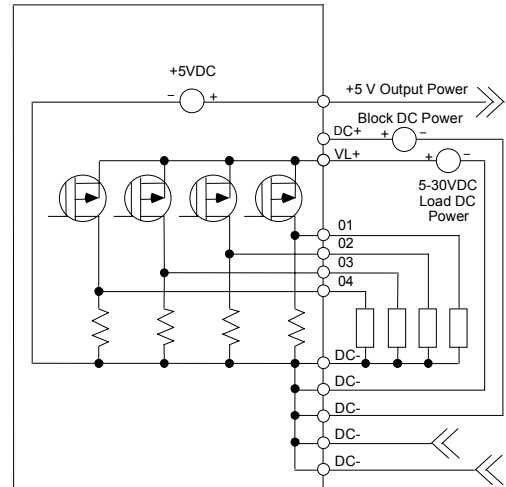 +5VDC
− +
+5 V Output Power
Block DC Power
DC+ + −
VL+ + −
5-30VDC
Load DC
Power
01
02
03
04
DC-
DC-
DC-
DC-
DC-